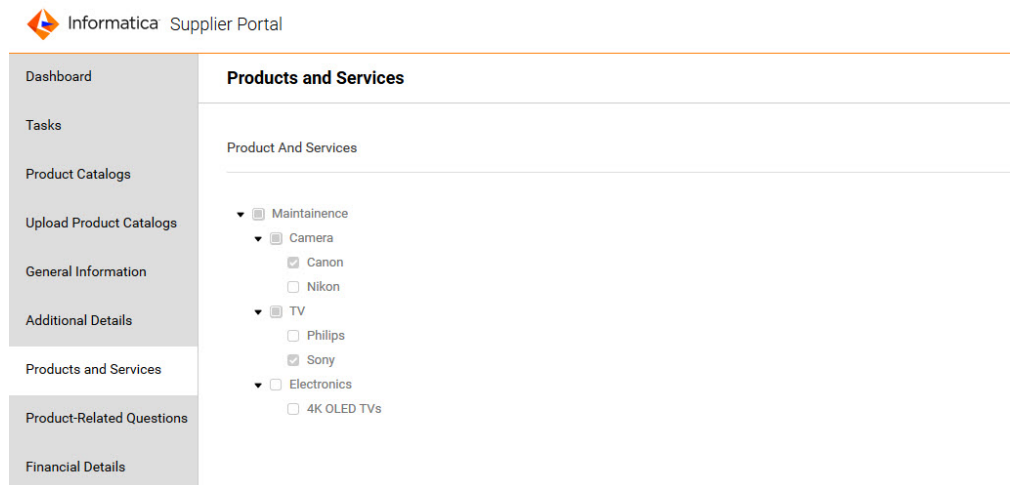 Informatica Supplier Portal
Dashboard
Tasks
Product Catalogs
Upload Product Catalogs
General Information
Additional Details
Products and Services
Product-Related Questions
Financial Details
Products and Services
Product And Services
Maintainence
Camera
Canon
Nikon
TV
Philips
Sony
Electronics
4K OLED TVs